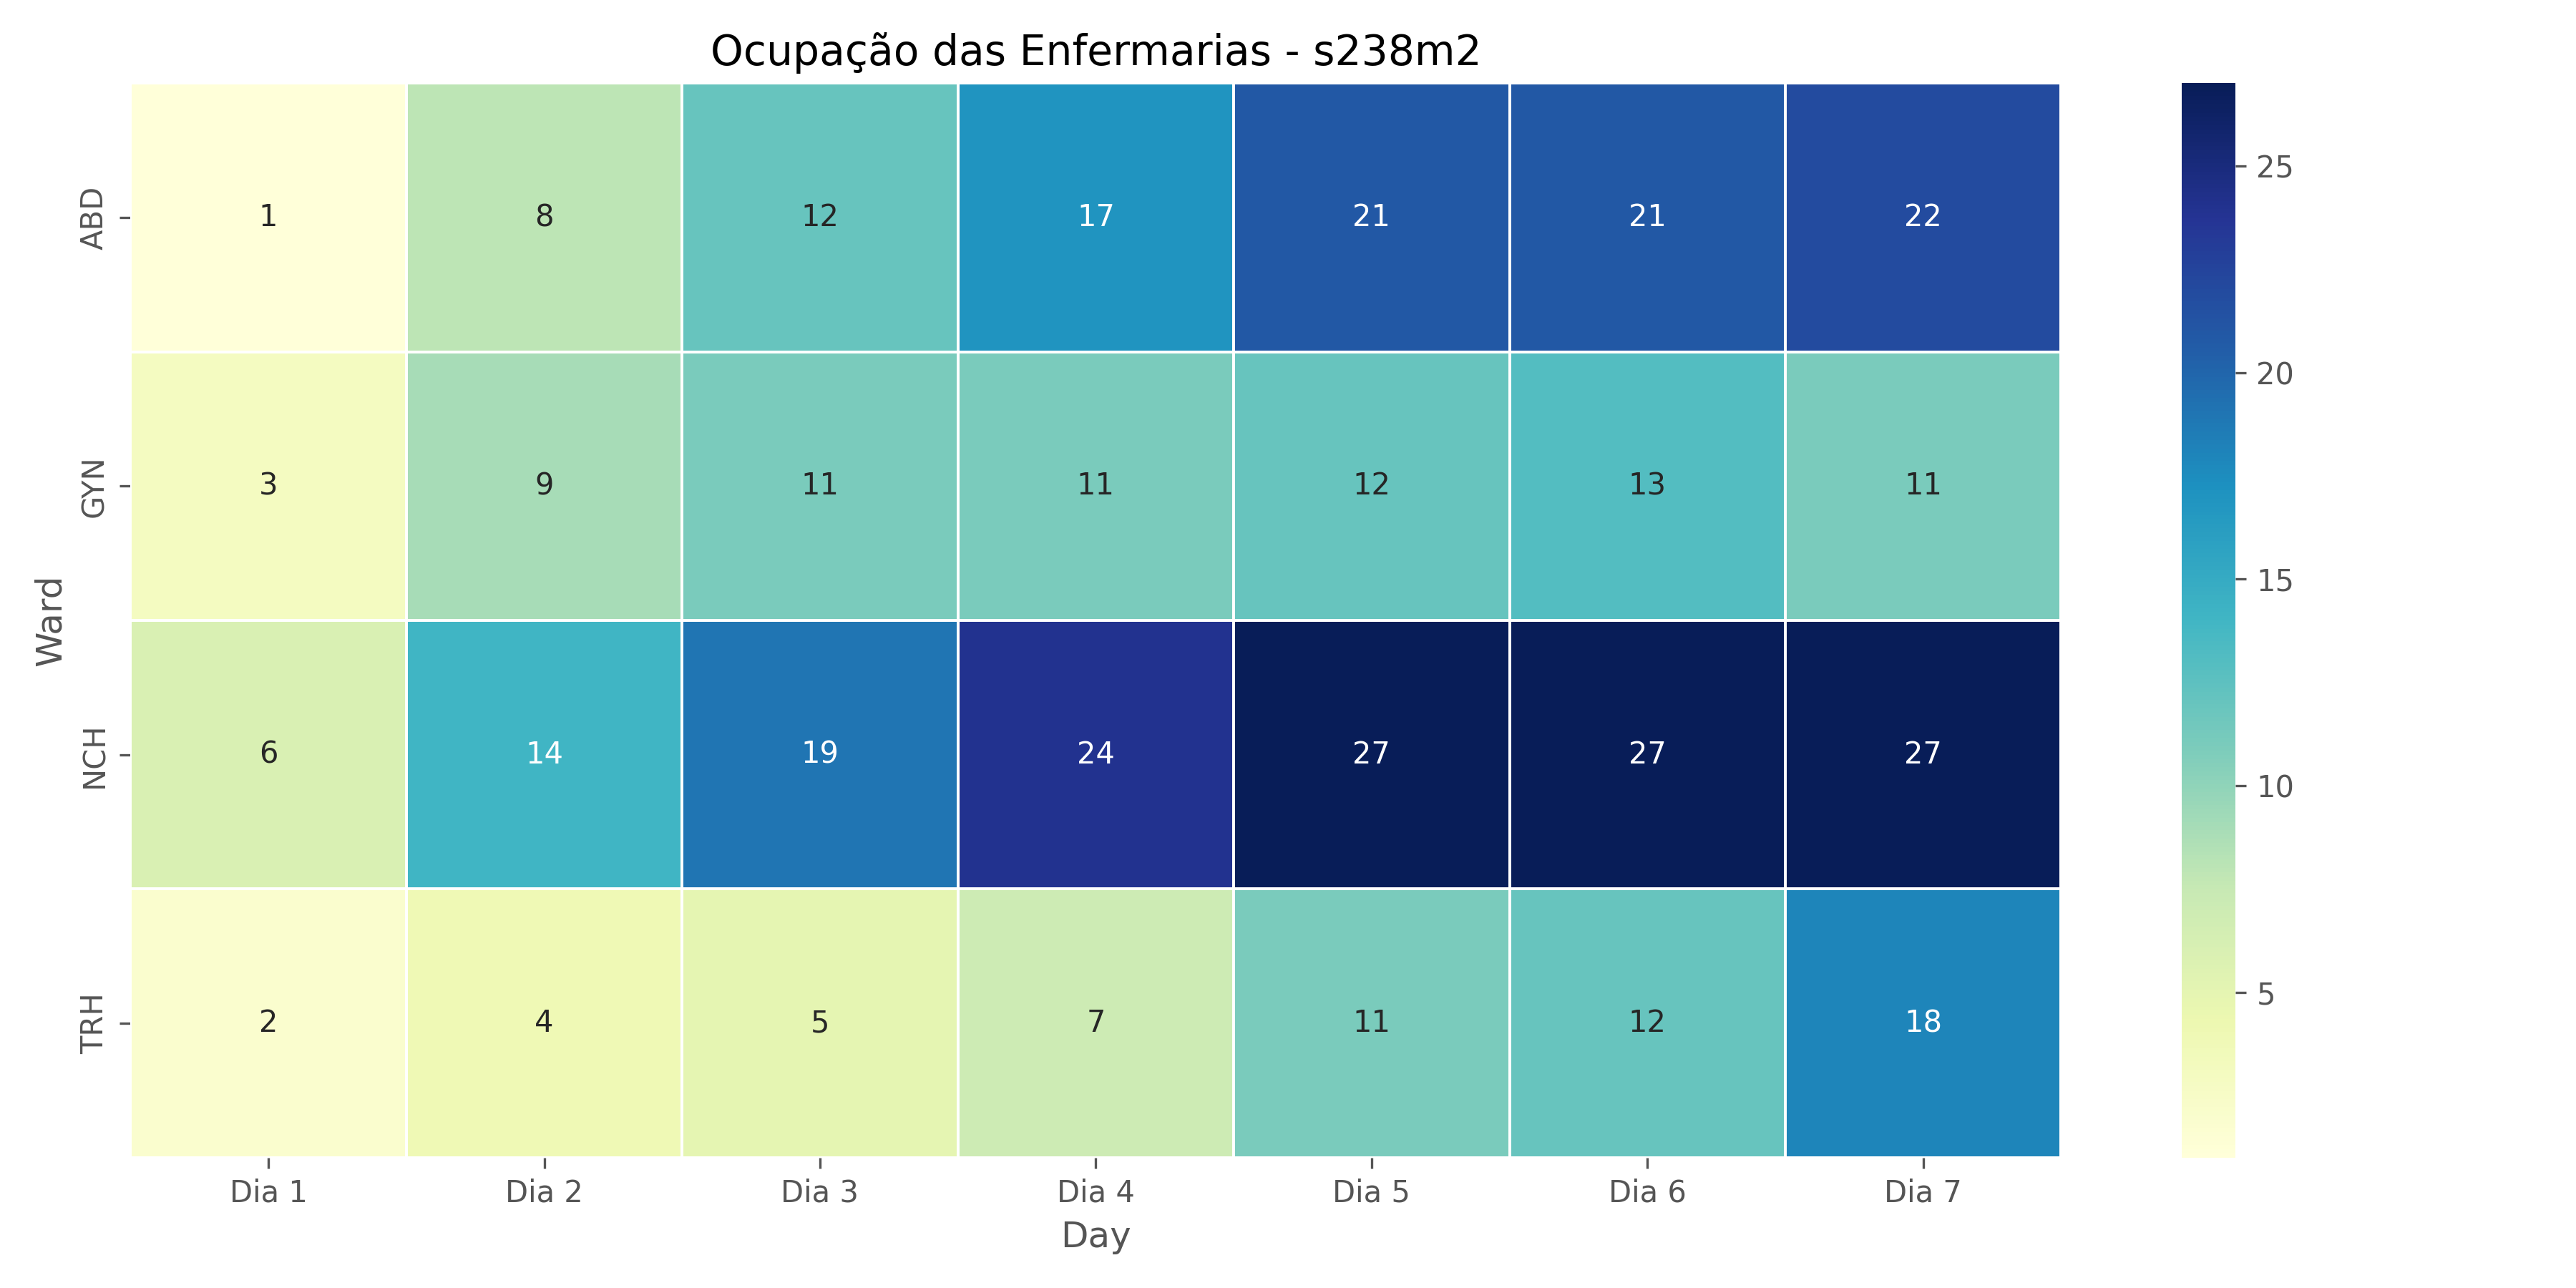 Ocupação das Enfermarias - s238m2
Ward
ABD 1 8 12 17 21 21 22
GYN 3 9 11 11 12 13 11
NCH 6 14 19 24 27 27 27
TRH 2 4 5 7 11 12 18
Dia 1 Dia 2 Dia 3 Dia 4 Dia 5 Dia 6 Dia 7
Day
25
20
15
10
5